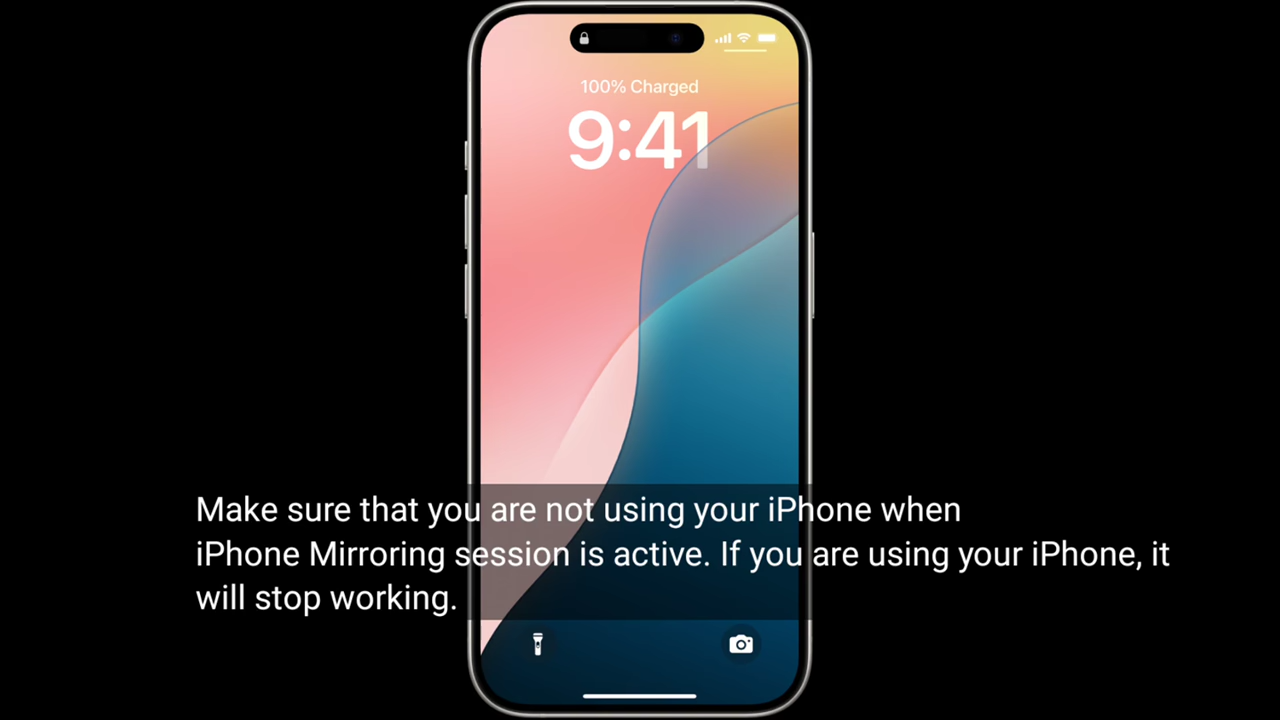 100% Charged
9:41
Make sure that you are not using your iPhone when
iPhone Mirroring session is active. If you are using your iPhone, it
will stop working.